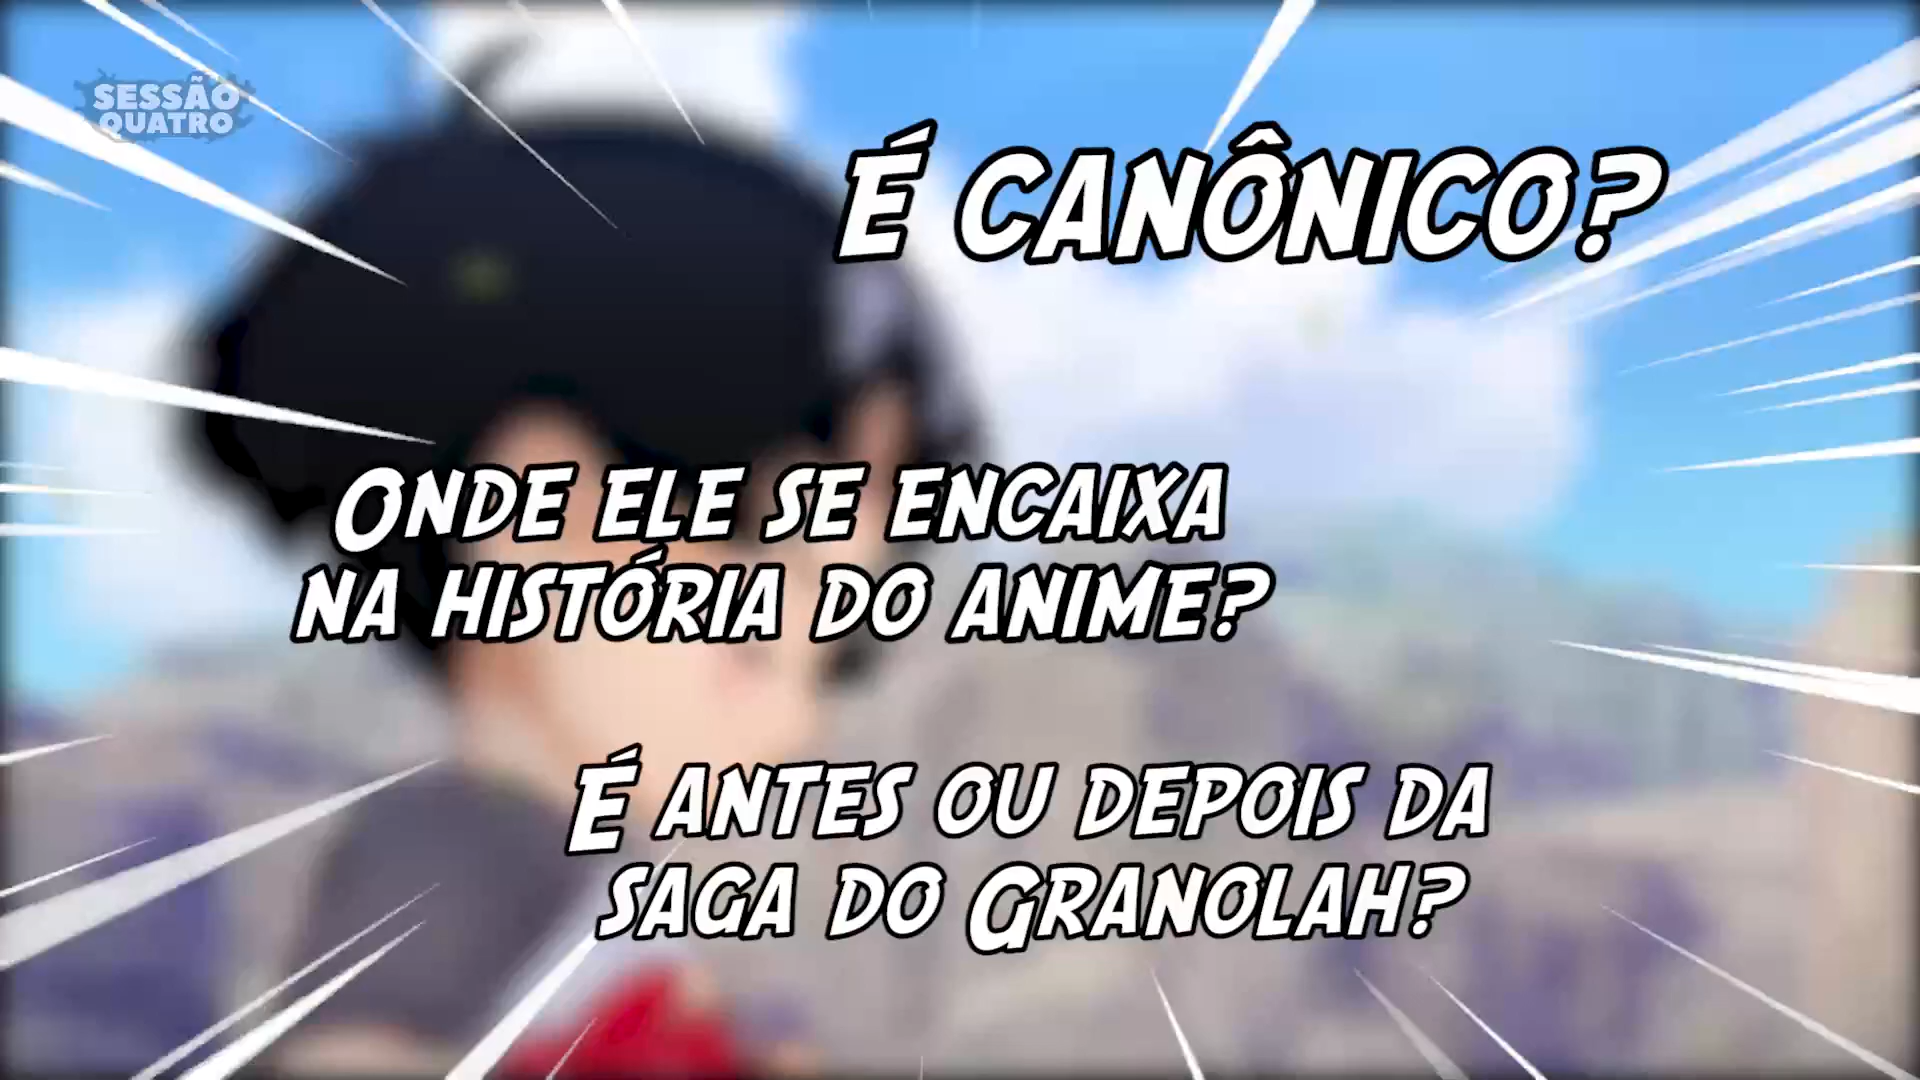 SESSÃO
QUATRO
É CANÔNICO?
ONDE ELE SE ENCAIXA
NA HISTÓRIA DO ANIME?
É ANTES OU DEPOIS DA
SAGA DO GRANOLAH?